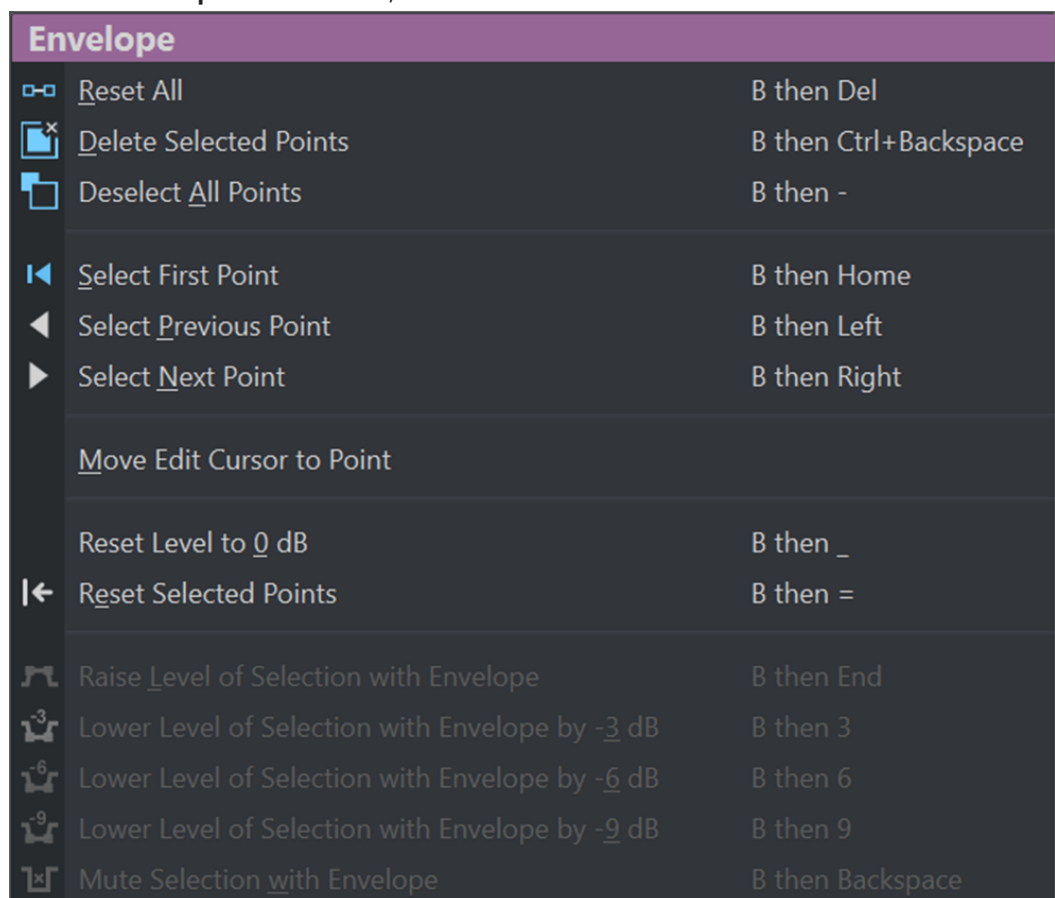 Envelope
Reset All B then Del
Delete Selected Points B then Ctrl+Backspace
Deselect All Points B then -
Select First Point B then Home
Select Previous Point B then Left
Select Next Point B then Right
Move Edit Cursor to Point
Reset Level to 0 dB B then _
Reset Selected Points B then =
Raise Level of Selection with Envelope B then End
-3 Lower Level of Selection with Envelope by -3 dB B then 3
-6 Lower Level of Selection with Envelope by -6 dB B then 6
-9 Lower Level of Selection with Envelope by -9 dB B then 9
Mute Selection with Envelope B then Backspace